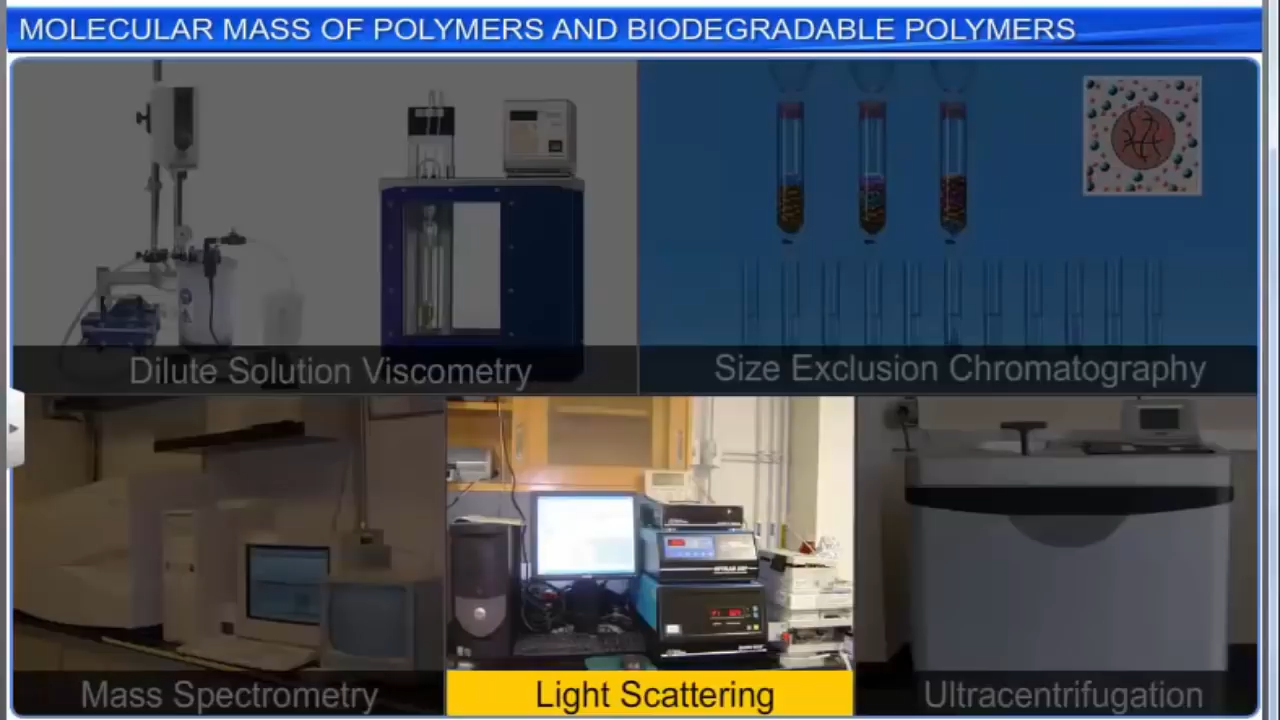 MOLECULAR MASS OF POLYMERS AND BIODEGRADABLE POLYMERS
Dilute Solution Viscometry
Size Exclusion Chromatography
Mass Spectrometry
Light Scattering
Ultracentrifugation